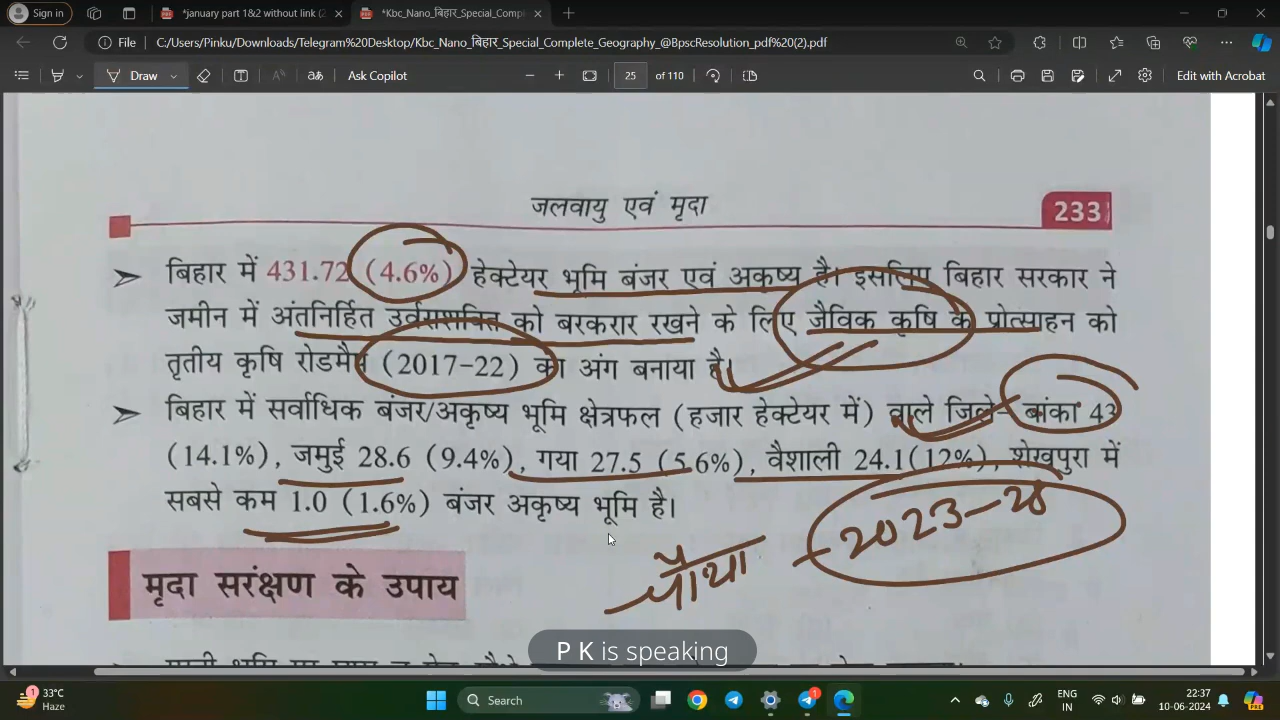 Sign in
*january part 1&2 without link (2
*Kbc_Nano_बिहार_Special_Compl
File C:/Users/Pinku/Downloads/Telegram%20Desktop/Kbc_Nano_बिहार_Special_Complete_Geography_@BpscResolution_pdf%20(2).pdf
Draw
Ask Copilot
25 of 110
Edit with Acrobat
जलवायु एवं मृदा 233
➤ बिहार में 431.72 (4.6%) हेक्टेयर भूमि बंजर एवं अकृष्य है। इसलिए बिहार सरकार ने
जमीन में अंतनिर्हित उर्वराशक्ति को बरकरार रखने के लिए जैविक कृषि के प्रोत्साहन को
तृतीय कृषि रोडमैप (2017-22) का अंग बनाया है।
➤ बिहार में सर्वाधिक बंजर/अकृष्य भूमि क्षेत्रफल (हजार हेक्टेयर में) वाले जिले- बांका 43
(14.1%), जमुई 28.6 (9.4%), गया 27.5 (5.6%), वैशाली 24.1(12%), शेखपुरा में
सबसे कम 1.0 (1.6%) बंजर अकृष्य भूमि है।
चौथा - 2023-28
मृदा सरंक्षण के उपाय
P K is speaking
33°C
Haze
Search
ENG
IN
22:37
10-06-2024